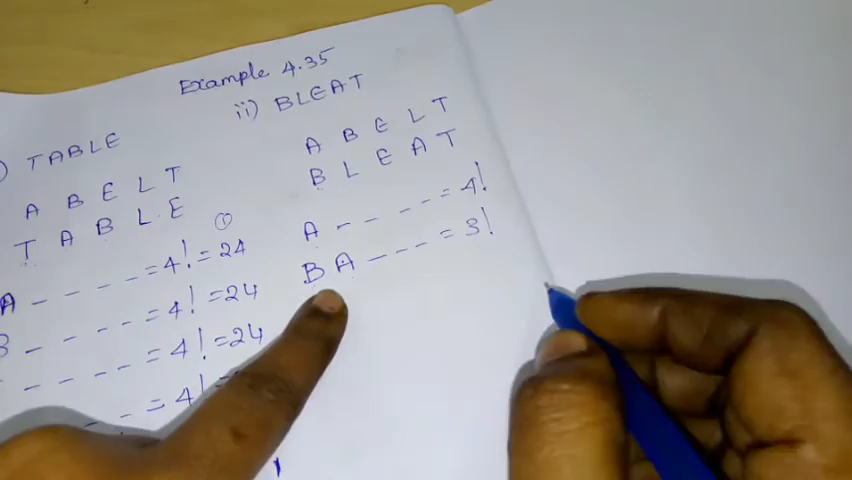 Example 4.35
) TABLE
A B E L T
T A B L E
①
A - - - - = 4! = 24
B - - - - = 4! = 24
- - - - = 4! = 24
- - = 4!
ii) BLEAT
A B E L T
B L E A T
A - - - - = 4!
B A - - - = 3!